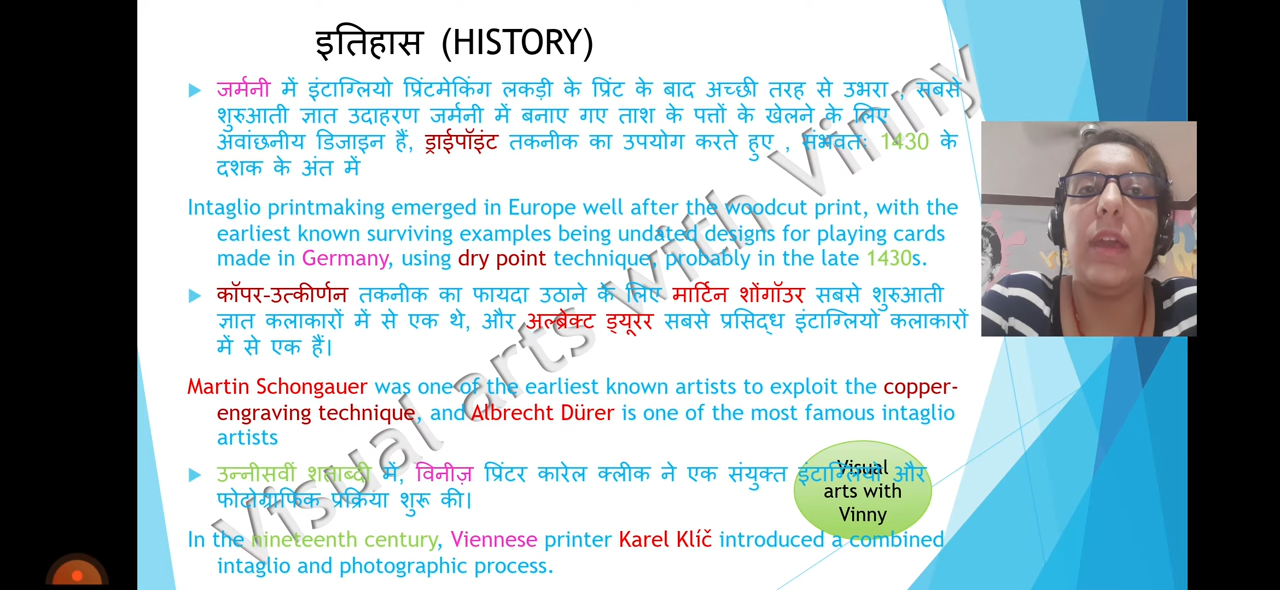 इतिहास (HISTORY)
जर्मनी में इंटाग्लियो प्रिंटमेकिंग लकड़ी के प्रिंट के बाद अच्छी तरह से उभरा , सबसे
शुरुआती ज्ञात उदाहरण जर्मनी में बनाए गए ताश के पत्तों के खेलने के लिए
अवांछनीय डिजाइन हैं, ड्राईपॉइंट तकनीक का उपयोग करते हुए , संभवतः 1430 के
दशक के अंत में
Intaglio printmaking emerged in Europe well after the woodcut print, with the
earliest known surviving examples being undated designs for playing cards
made in Germany, using dry point technique, probably in the late 1430s.
कॉपर-उत्कीर्णन तकनीक का फायदा उठाने के लिए मार्टिन शोंगॉउर सबसे शुरुआती
ज्ञात कलाकारों में से एक थे, और अल्ब्रेक्ट ड्यूरर सबसे प्रसिद्ध इंटाग्लियो कलाकारों
में से एक हैं।
Martin Schongauer was one of the earliest known artists to exploit the copper-
engraving technique, and Albrecht Dürer is one of the most famous intaglio
artists
उन्नीसवीं शताब्दी में, विनीज़ प्रिंटर कारेल क्लीक ने एक संयुक्त इंटाग्लियो और
फोटोग्राफिक प्रक्रिया शुरू की।
In the nineteenth century, Viennese printer Karel Klíč introduced a combined
intaglio and photographic process.
Visual
arts with
Vinny
Visual arts with Vinny